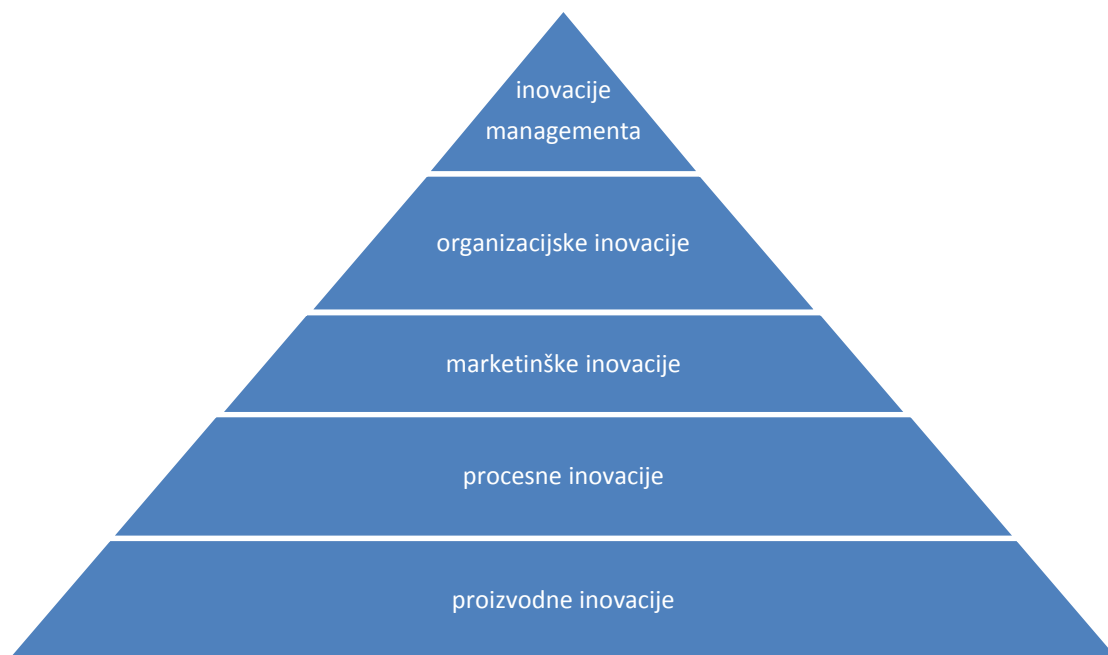 inovacije
managementa
organizacijske inovacije
marketinške inovacije
procesne inovacije
proizvodne inovacije